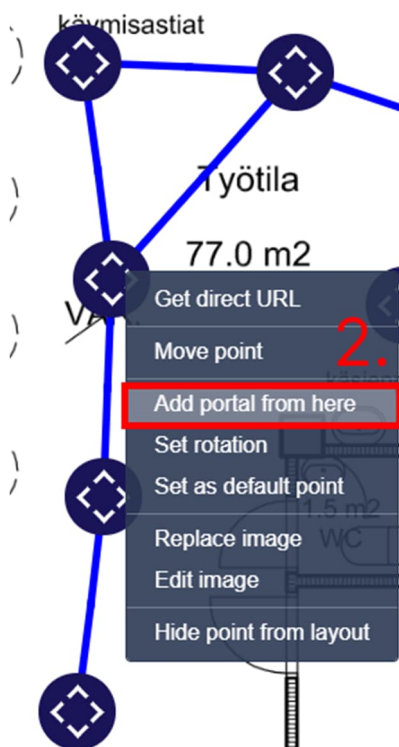 käymisastiat
Työtila
77.0 m2
Get direct URL
Move point
2.
Add portal from here
Set rotation
Set as default point
1.5 m2
WC
Replace image
Edit image
Hide point from layout